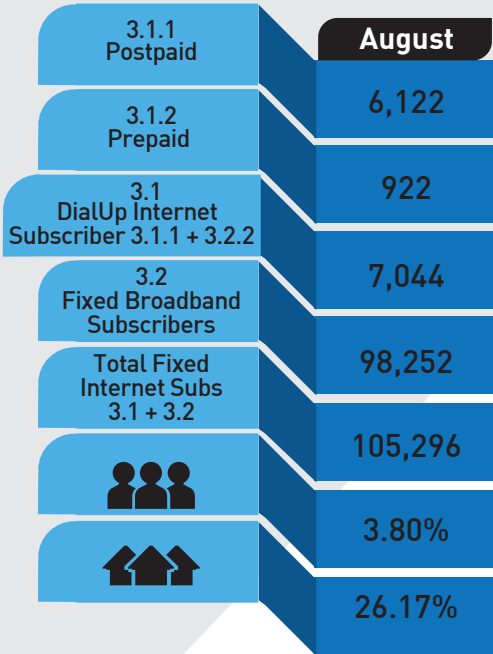 August
3.1.1
Postpaid
6,122
3.1.2
Prepaid
922
3.1
DialUp Internet
Subscriber 3.1.1 + 3.2.2
7,044
3.2
Fixed Broadband
Subscribers
98,252
Total Fixed
Internet Subs
3.1 + 3.2
105,296
3.80%
26.17%